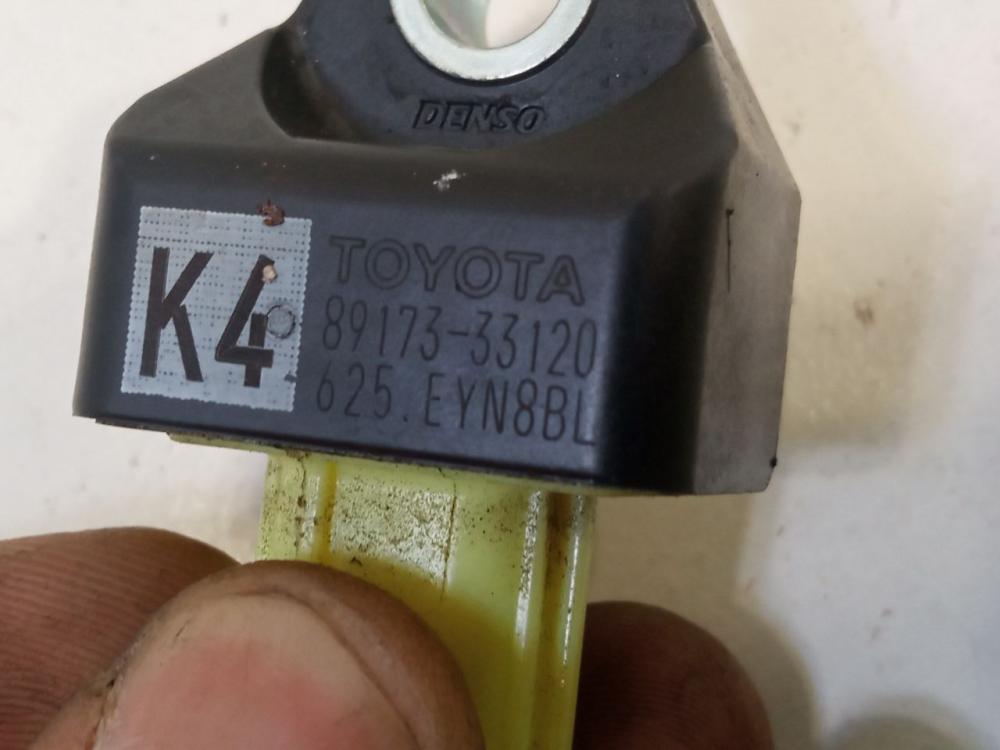 DENSO
K4
TOYOTA
89173-33120
625.EYN8BL